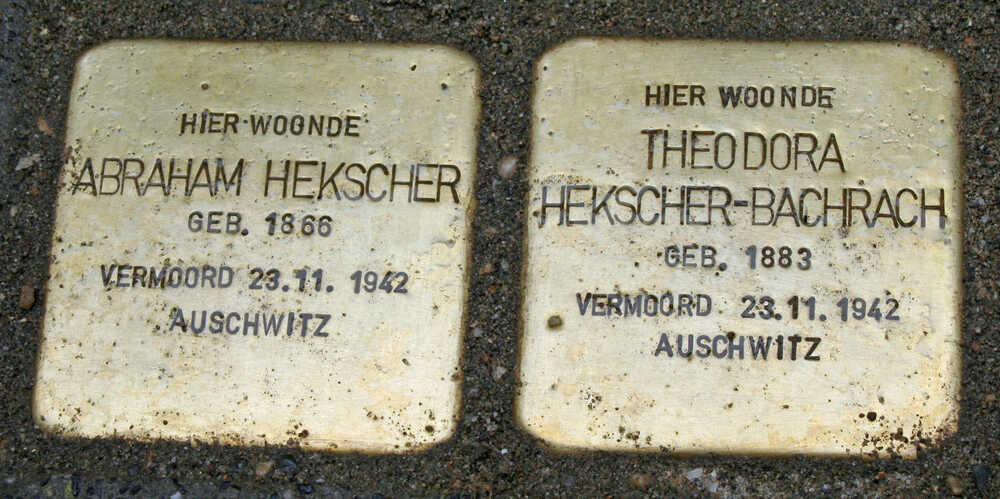 HIER WOONDE
ABRAHAM HEKSCHER
GEB. 1866
VERMOORD 23.11. 1942
AUSCHWITZ
HIER WOONDE
THEODORA
HEKSCHER-BACHRACH
GEB. 1883
VERMOORD 23.11.1942
AUSCHWITZ